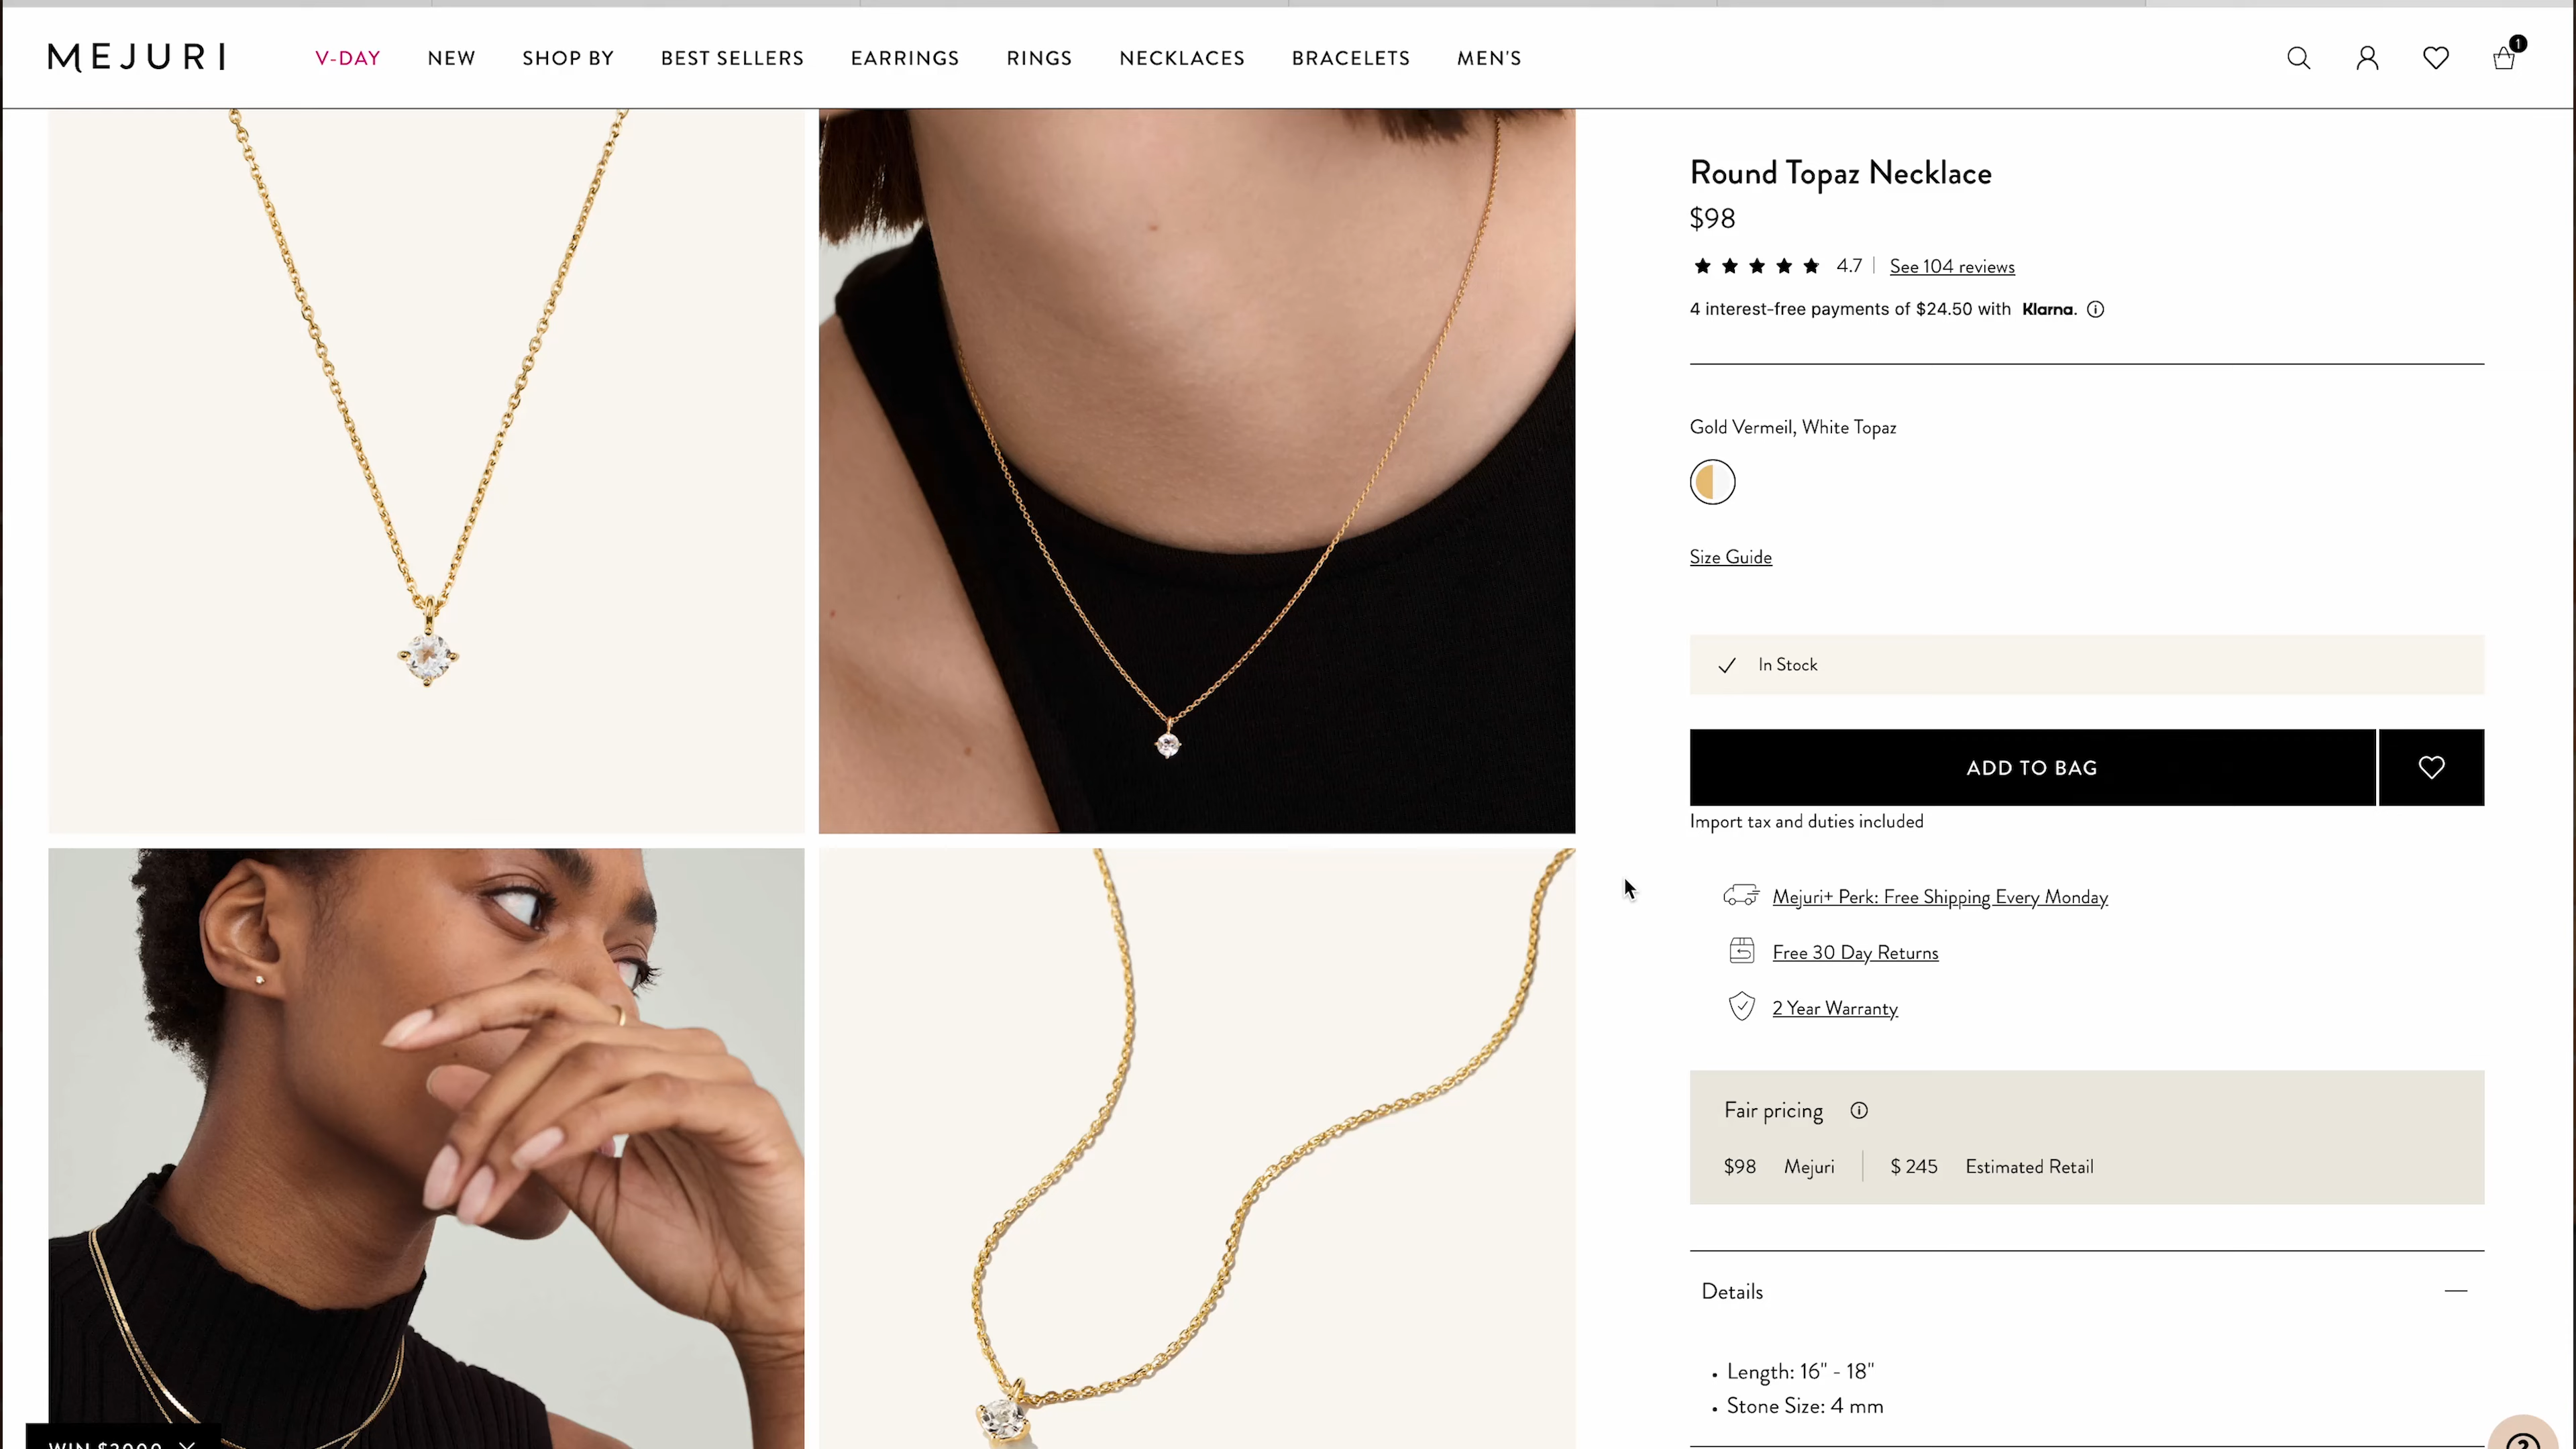 MEJURI
V-DAY NEW SHOP BY BEST SELLERS EARRINGS RINGS NECKLACES BRACELETS MEN'S
1
Round Topaz Necklace
$98
4.7 See 104 reviews
4 interest-free payments of $24.50 with Klarna.
Gold Vermeil, White Topaz
Size Guide
In Stock
ADD TO BAG
Import tax and duties included
Mejuri+ Perk: Free Shipping Every Monday
Free 30 Day Returns
2 Year Warranty
Fair pricing
$98 Mejuri $ 245 Estimated Retail
Details
• Length: 16" - 18"
• Stone Size: 4 mm
WIN $2000